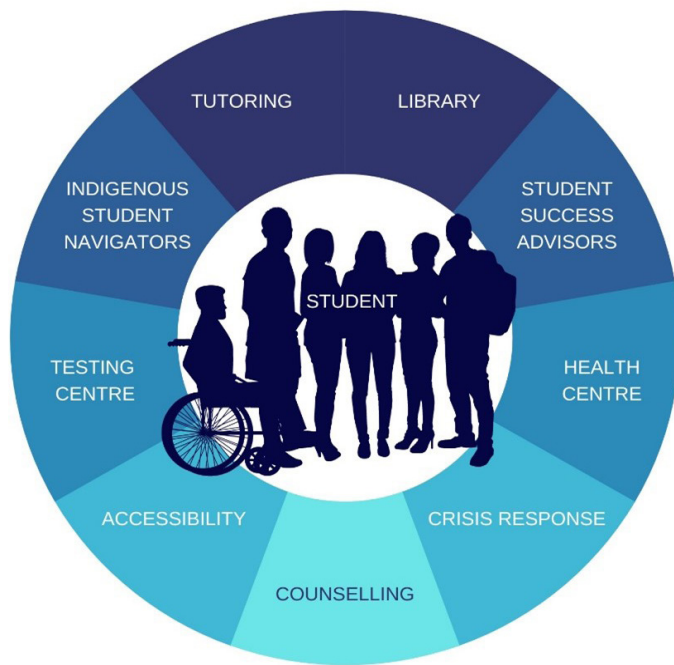 TUTORING
LIBRARY
INDIGENOUS
STUDENT
NAVIGATORS
STUDENT
SUCCESS
ADVISORS
STUDENT
TESTING
CENTRE
HEALTH
CENTRE
ACCESSIBILITY
CRISIS RESPONSE
COUNSELLING